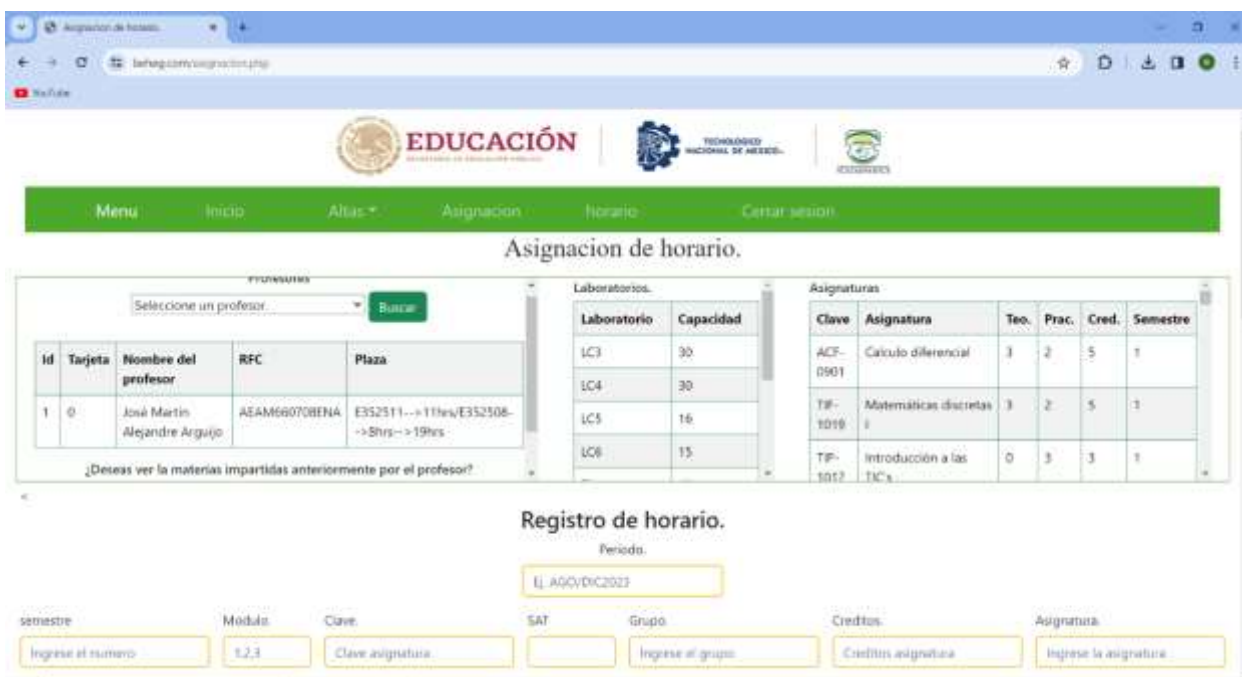 Asignacion de horario.
YouTube
EDUCACIÓN
TECNOLÓGICO
NACIONAL DE MÉXICO
Menu Inicio Altas Asignacion horario Cerrar sesion
Asignacion de horario.
Profesores
Seleccione un profesor. Buscar
Id Tarjeta Nombre del profesor RFC Plaza
1 0 José Martin Alejandre Arguijo AEAM660708ENA E352511-->11hrs/E352508-->8hrs-->19hrs
¿Deseas ver la materias impartidas anteriormente por el profesor?
Laboratorios.
Laboratorio Capacidad
LC3 30
LC4 30
LC5 16
LC6 15
Asignaturas
Clave Asignatura Teo. Prac. Cred. Semestre
ACF-0901 Calculo diferencial 3 2 5 1
Matemáticas discretas I 3 2 5 1
Introducción a las TIC's 0 3 3 1
<
Registro de horario.
Periodo.
Ej. AGO/DIC2023
semestre Modulo. Clave. SAT Grupo. Creditos. Asignatura.
Ingrese el numero 1,2,3 Clave asignatura Ingrese el grupo Creditos asignatura Ingrese la asignatura